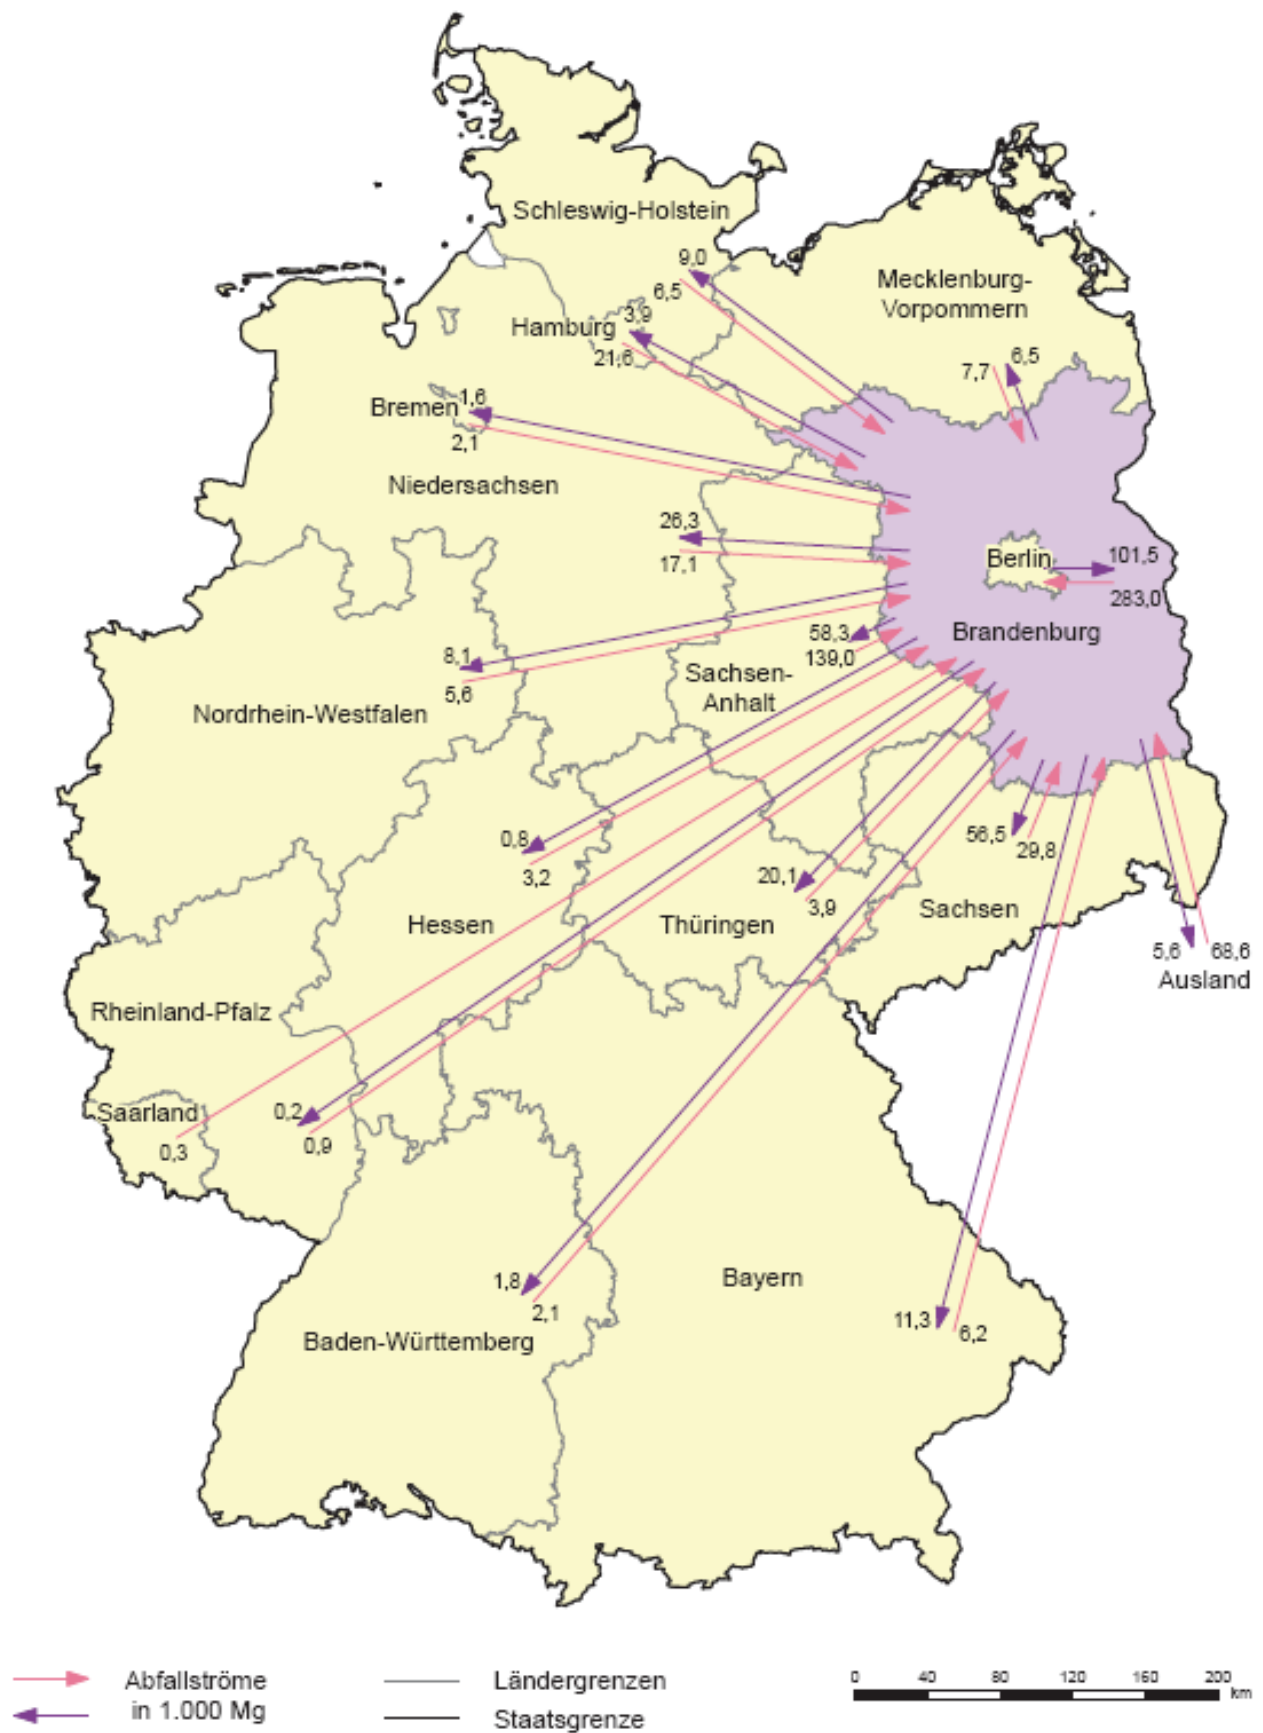 Schleswig-Holstein
9,0
6,5
Mecklenburg-
Vorpommern
Hamburg
3,9
21,6
7,7
6,5
Bremen
1,6
2,1
Niedersachsen
26,3
17,1
Berlin
101,5
283,0
Brandenburg
58,3
139,0
8,1
5,6
Sachsen-
Anhalt
Nordrhein-Westfalen
0,8
3,2
56,5
29,8
20,1
3,9
Hessen
Thüringen
Sachsen
5,6
68,6
Ausland
Rheinland-Pfalz
Saarland
0,3
0,2
0,9
1,8
2,1
Bayern
11,3
6,2
Baden-Württemberg
Abfallströme
in 1.000 Mg
Ländergrenzen
Staatsgrenze
0 40 80 120 160 200
km